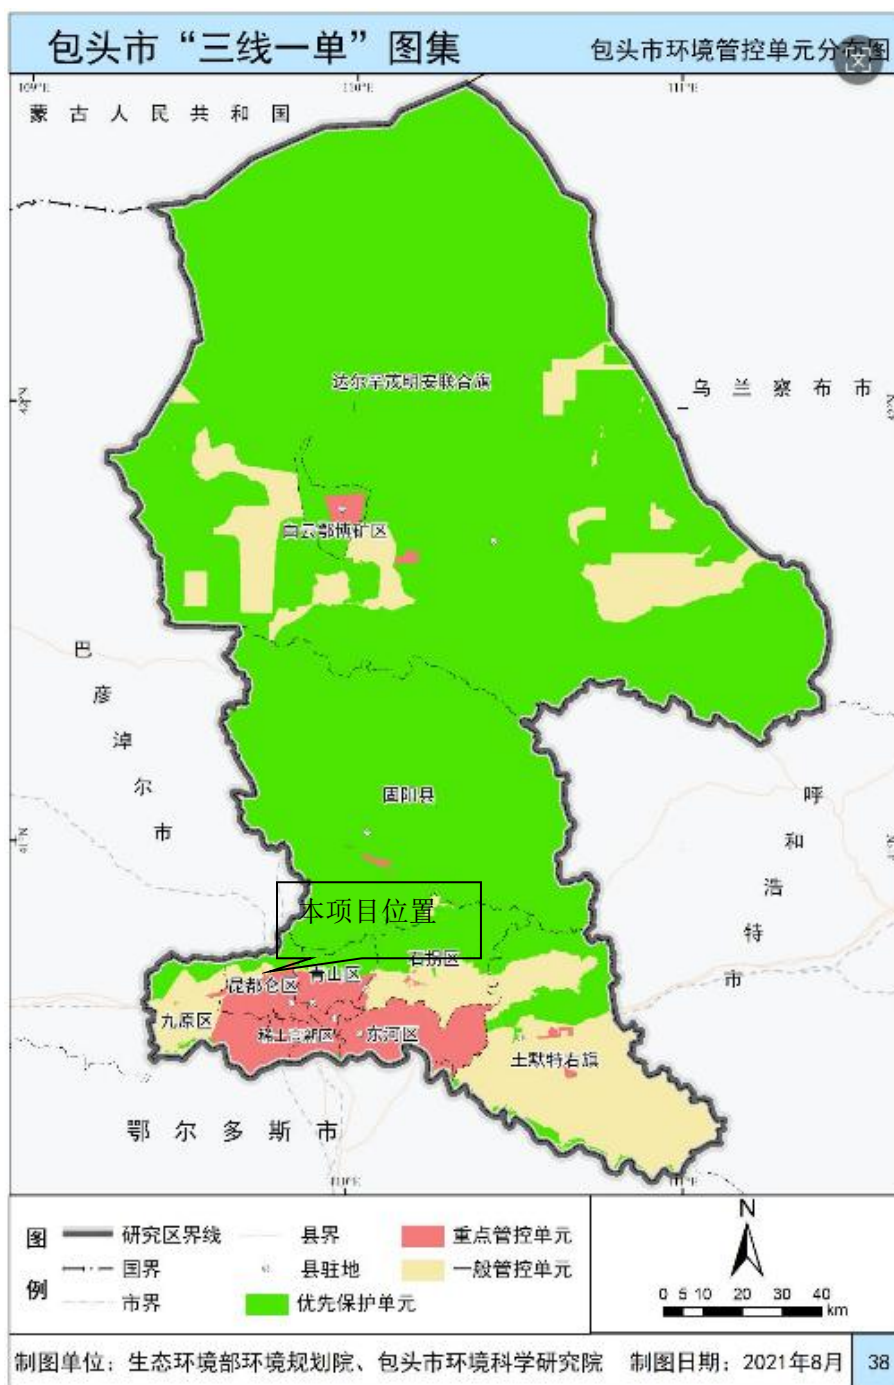 包头市“三线一单”图集
包头市环境管控单元分布图
109°E
110°E
111°E
蒙古人民共和国
达尔罕茂明安联合旗
乌兰察布市
42°N
白云鄂博矿区
巴彦淖尔市
固阳县
呼和浩特市
41°N
本项目位置
石拐区
青山区
昆都仑区
九原区
稀土高新区
东河区
土默特右旗
鄂尔多斯市
110°E
111°E
图例
研究区界线
县界
重点管控单元
国界
县驻地
一般管控单元
市界
优先保护单元
N
0 5 10 20 30 40
km
制图单位：生态环境部环境规划院、包头市环境科学研究院
制图日期：2021年8月
38